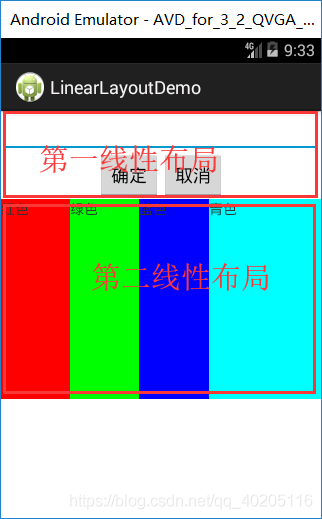 Android Emulator - AVD_for_3_2_QVGA_...
4G 9:33
LinearLayoutDemo
第一线性布局
确定 取消
红色 绿色 蓝色 青色
第二线性布局
https://blog.csdn.net/qq_40205116